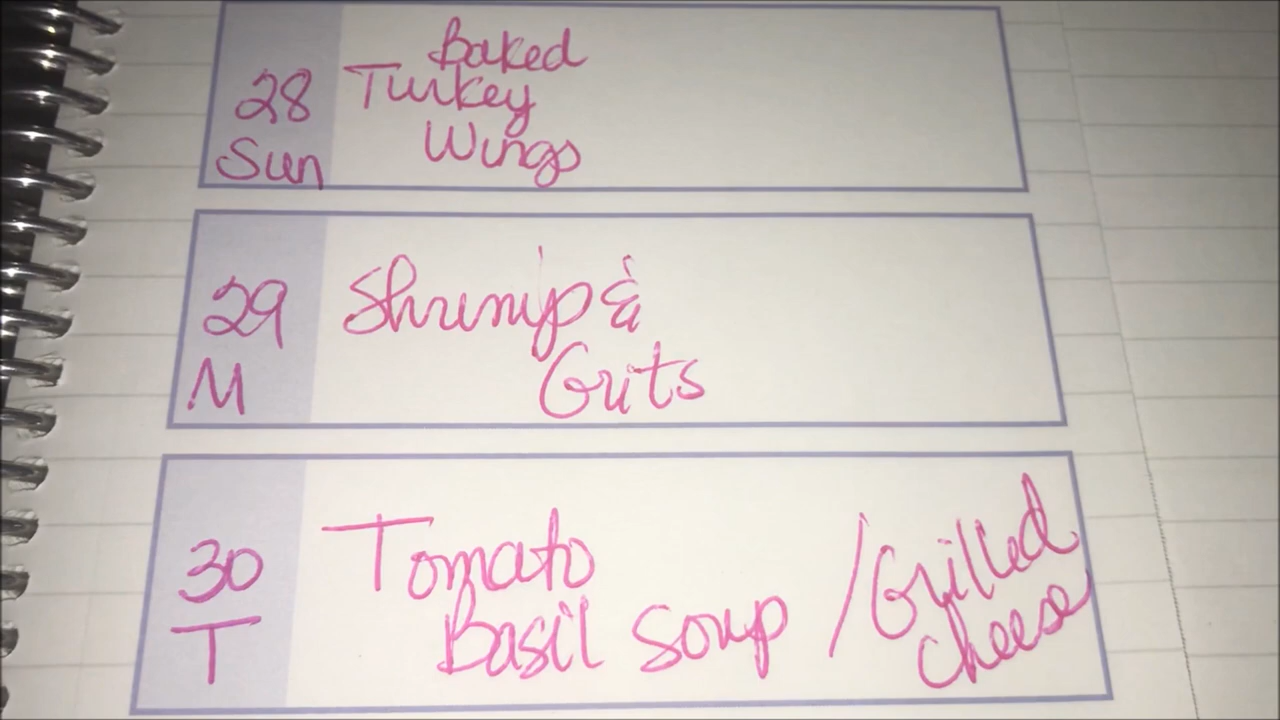 28
Sun
Baked
Turkey
Wings
29
M
Shrimp &
Grits
30
T
Tomato
Basil Soup / Grilled
Cheese